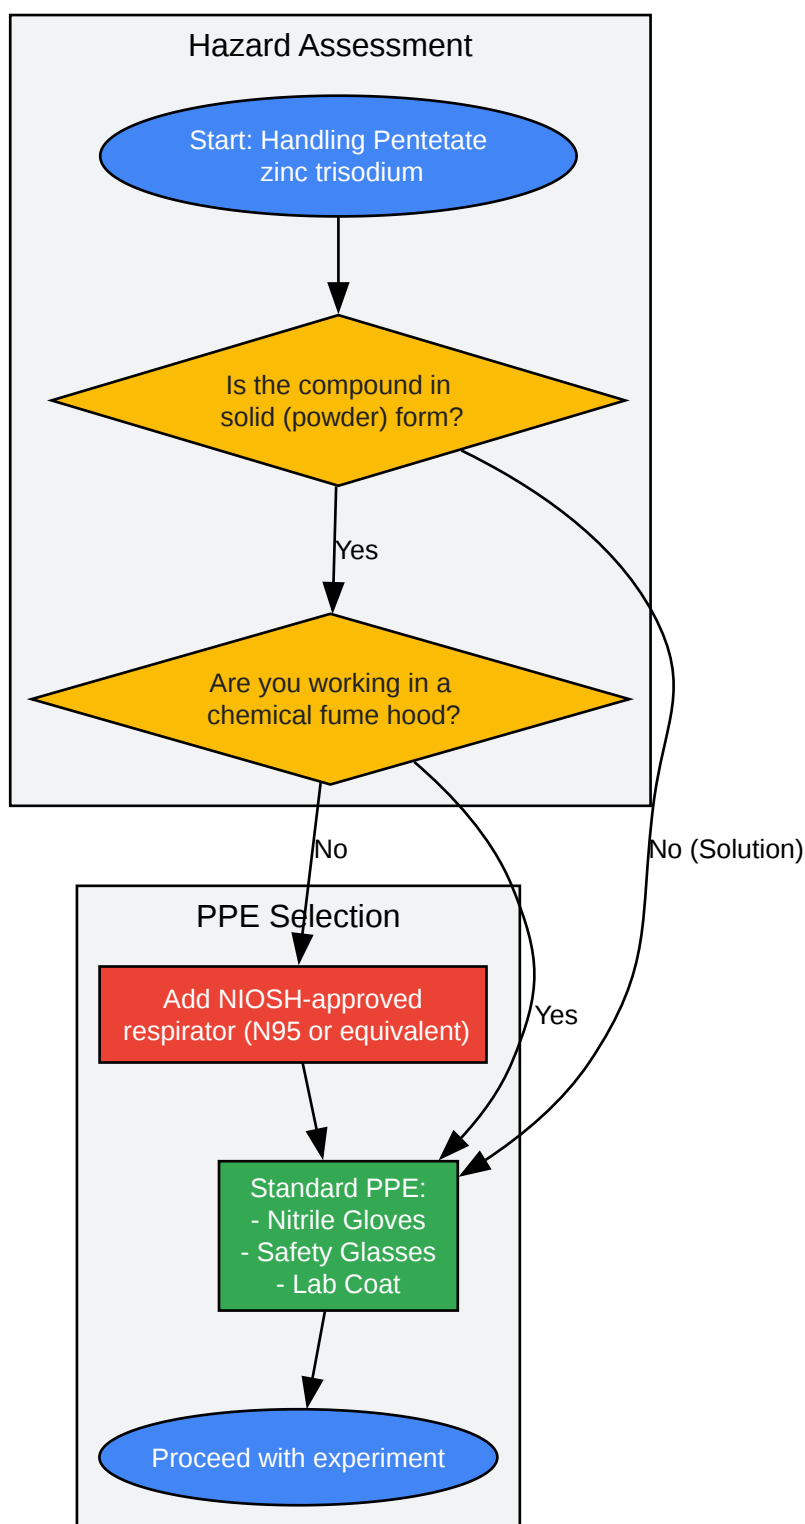 Hazard Assessment
Start: Handling Pentetate
zinc trisodium
Is the compound in
solid (powder) form?
Yes
Are you working in a
chemical fume hood?
No
No (Solution)
PPE Selection
Add NIOSH-approved
respirator (N95 or equivalent)
Yes
Standard PPE:
- Nitrile Gloves
- Safety Glasses
- Lab Coat
Proceed with experiment